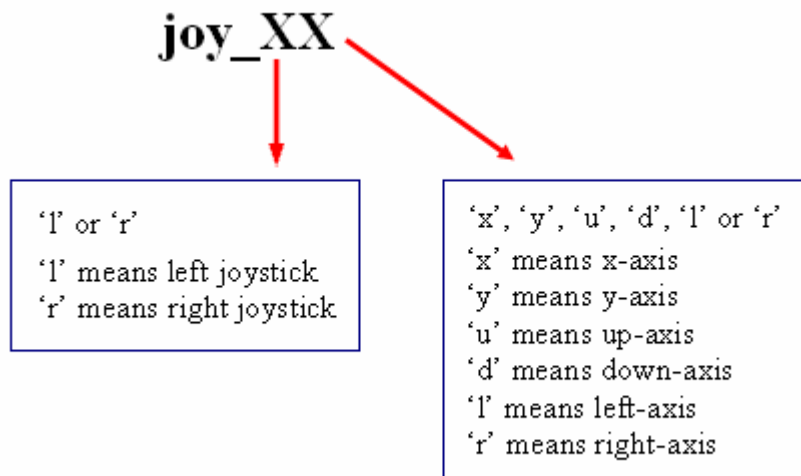 joy_XX
‘l’ or ‘r’
‘l’ means left joystick
‘r’ means right joystick
‘x’, ‘y’, ‘u’, ‘d’, ‘l’ or ‘r’
‘x’ means x-axis
‘y’ means y-axis
‘u’ means up-axis
‘d’ means down-axis
‘l’ means left-axis
‘r’ means right-axis